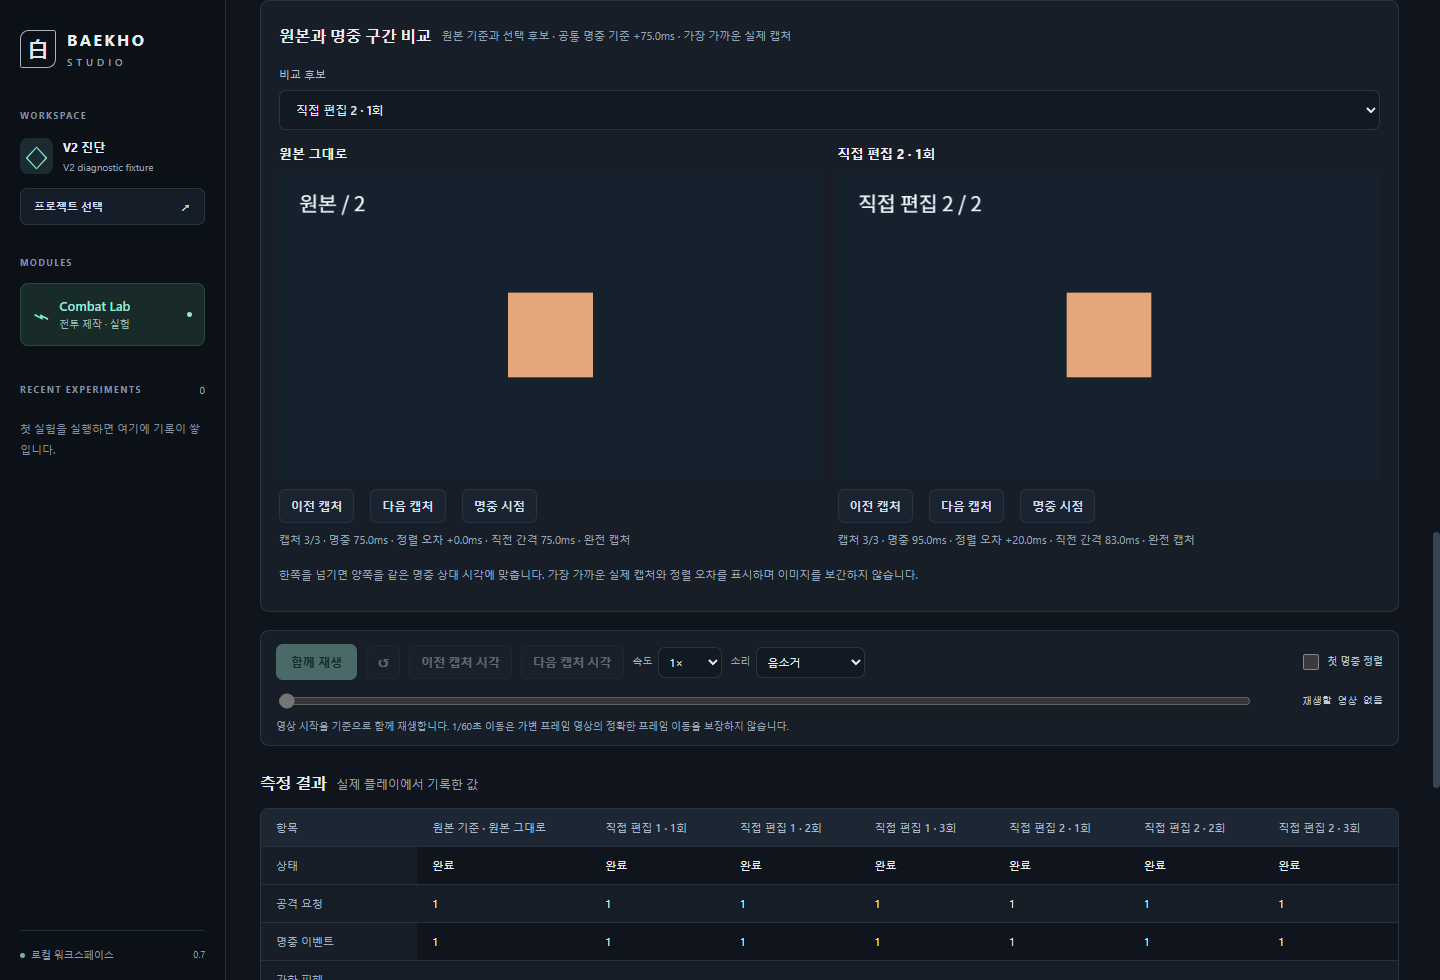 白
BAEKHO
STUDIO
WORKSPACE
V2 진단
V2 diagnostic fixture
프로젝트 선택 ↗
MODULES
Combat Lab
전투 제작 · 실험
RECENT EXPERIMENTS 0
첫 실험을 실행하면 여기에 기록이 쌓
입니다.
로컬 워크스페이스 0.7
원본과 명중 구간 비교 원본 기준과 선택 후보 · 공통 명중 기준 +75.0ms · 가장 가까운 실제 캡처
비교 후보
직접 편집 2 · 1회
원본 그대로 직접 편집 2 · 1회
원본 / 2 직접 편집 2 / 2
이전 캡처 다음 캡처 명중 시점 이전 캡처 다음 캡처 명중 시점
캡처 3/3 · 명중 75.0ms · 정렬 오차 +0.0ms · 직전 간격 75.0ms · 완전 캡처 캡처 3/3 · 명중 95.0ms · 정렬 오차 +20.0ms · 직전 간격 83.0ms · 완전 캡처
한쪽을 넘기면 양쪽을 같은 명중 상대 시각에 맞춥니다. 가장 가까운 실제 캡처와 정렬 오차를 표시하며 이미지를 보간하지 않습니다.
함께 재생 ↺ 이전 캡처 시각 다음 캡처 시각 속도 1× 소리 음소거 첫 명중 정렬
재생할 영상 없음
영상 시작을 기준으로 함께 재생합니다. 1/60초 이동은 가변 프레임 영상의 정확한 프레임 이동을 보장하지 않습니다.
측정 결과 실제 플레이에서 기록한 값
항목 원본 기준 · 원본 그대로 직접 편집 1 · 1회 직접 편집 1 · 2회 직접 편집 1 · 3회 직접 편집 2 · 1회 직접 편집 2 · 2회 직접 편집 2 · 3회
상태 완료 완료 완료 완료 완료 완료 완료
공격 요청 1 1 1 1 1 1 1
명중 이벤트 1 1 1 1 1 1 1